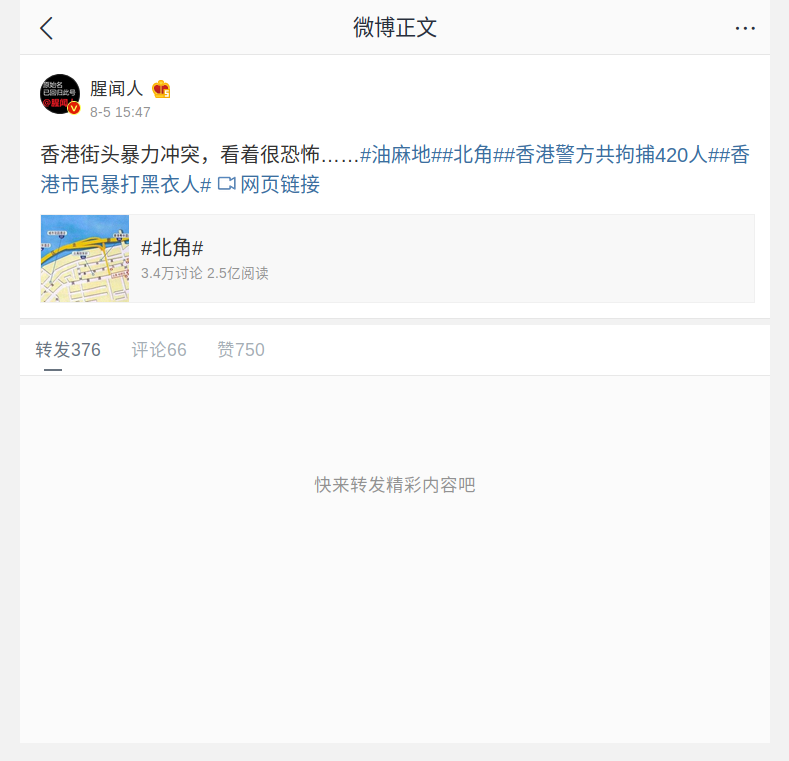 微博正文
原始名
已回归此号
腥闻人
8-5 15:47
香港街头暴力冲突，看着很恐怖……#油麻地##北角##香港警方共拘捕420人##香
港市民暴打黑衣人# 网页链接
#北角#
3.4万讨论 2.5亿阅读
转发376 评论66 赞750
快来转发精彩内容吧